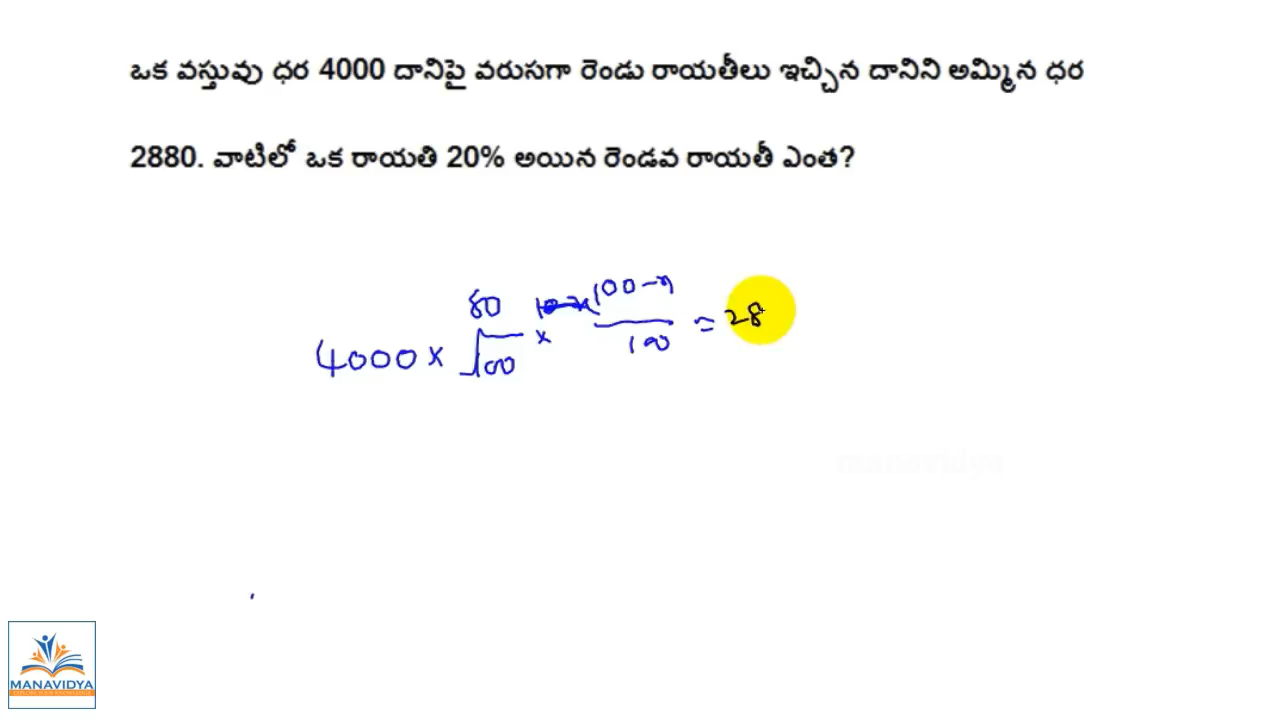 ఒక వస్తువు ధర 4000 దానిపై వరుసగా రెండు రాయతీలు ఇచ్చిన దానిని అమ్మిన ధర
2880. వాటిలో ఒక రాయతి 20% అయిన రెండవ రాయతీ ఎంత?
4000 × 80/100 × 100-x/100 = 28
manavidya
MANAVIDYA